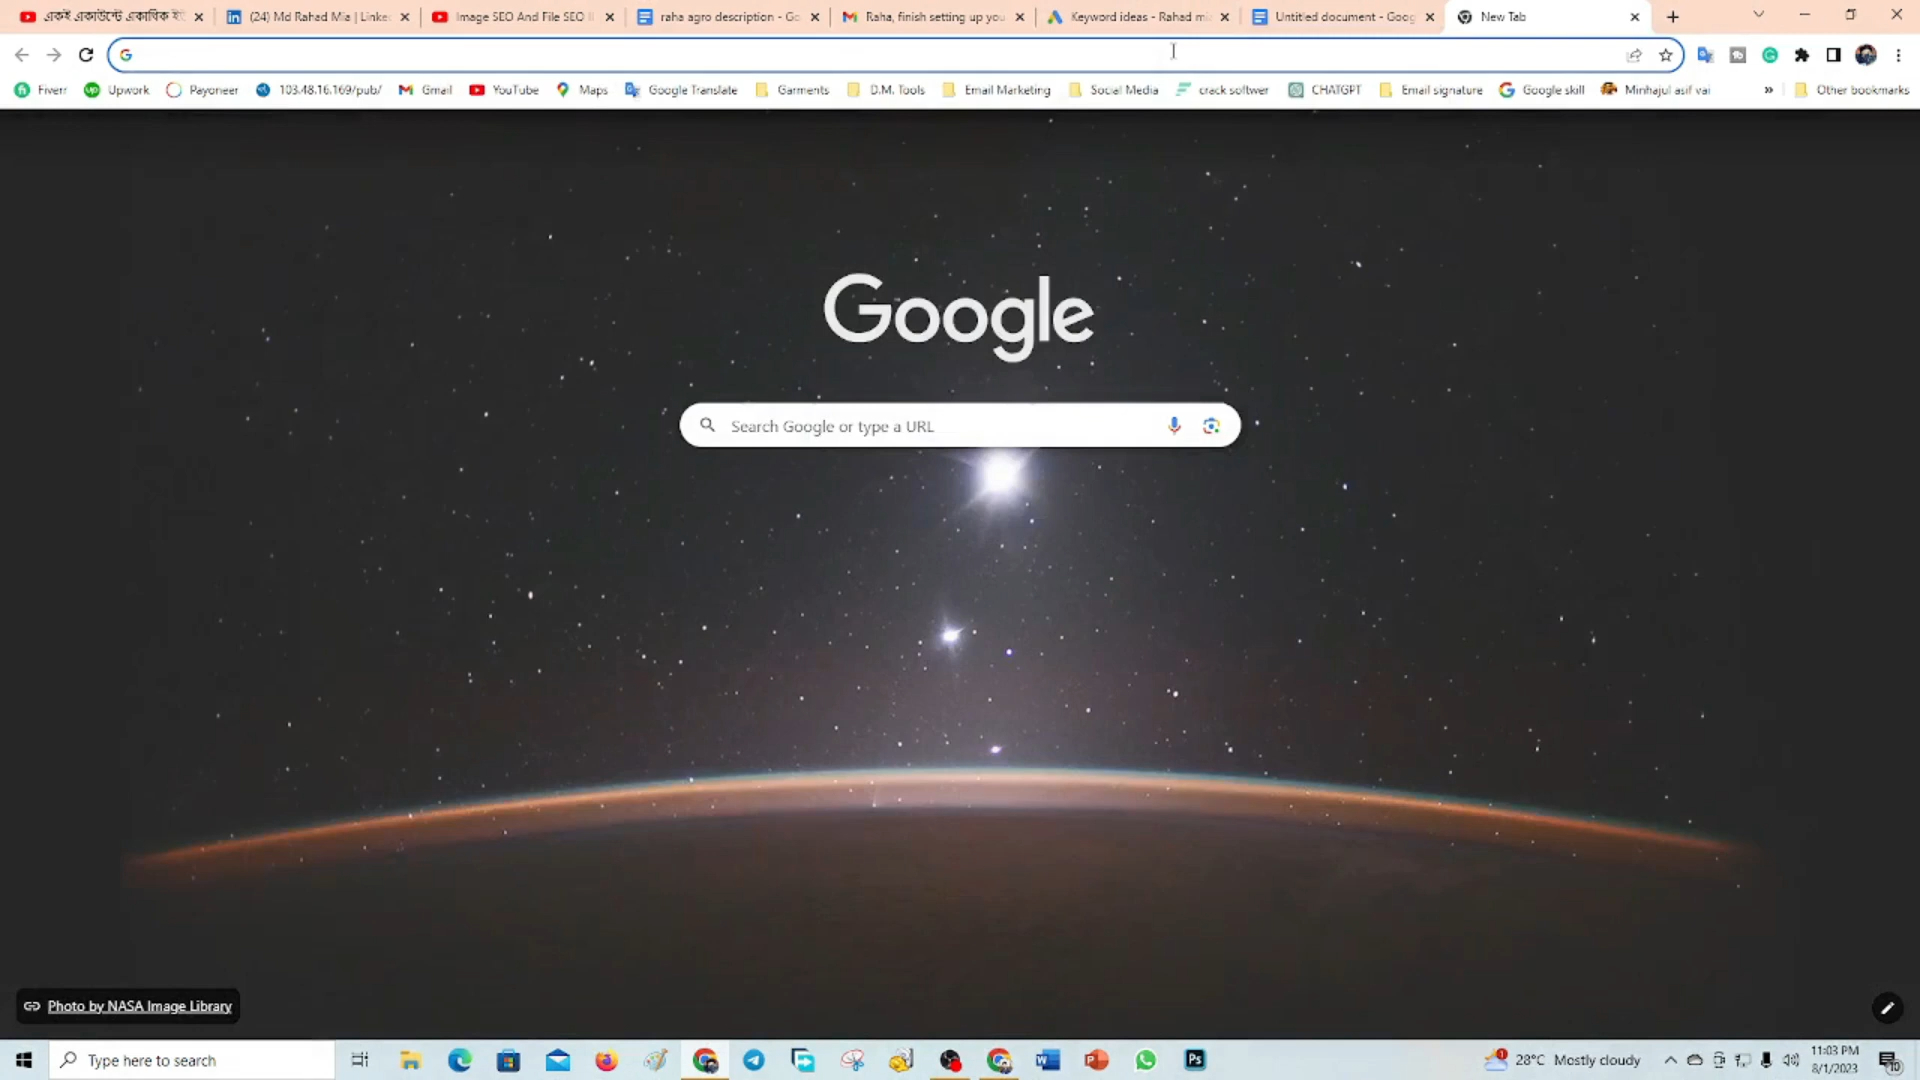 একই একাউন্টে একাধিক ইউ
(24) Md Rahad Mia | Linke
Image SEO And File SEO
raha agro description - Go
Raha, finish setting up you
Keyword ideas - Rahad mi
Untitled document - Goog
New Tab
Fiverr
Upwork
Payoneer
103.48.16.169/pub/
Gmail
YouTube
Maps
Google Translate
Garments
D.M. Tools
Email Marketing
Social Media
crack softwer
CHATGPT
Email signature
Google skill
Minhajul asif vai
»
Other bookmarks
Google
Search Google or type a URL
Photo by NASA Image Library
Type here to search
Ps
28°C Mostly cloudy
11:03 PM
8/1/2023